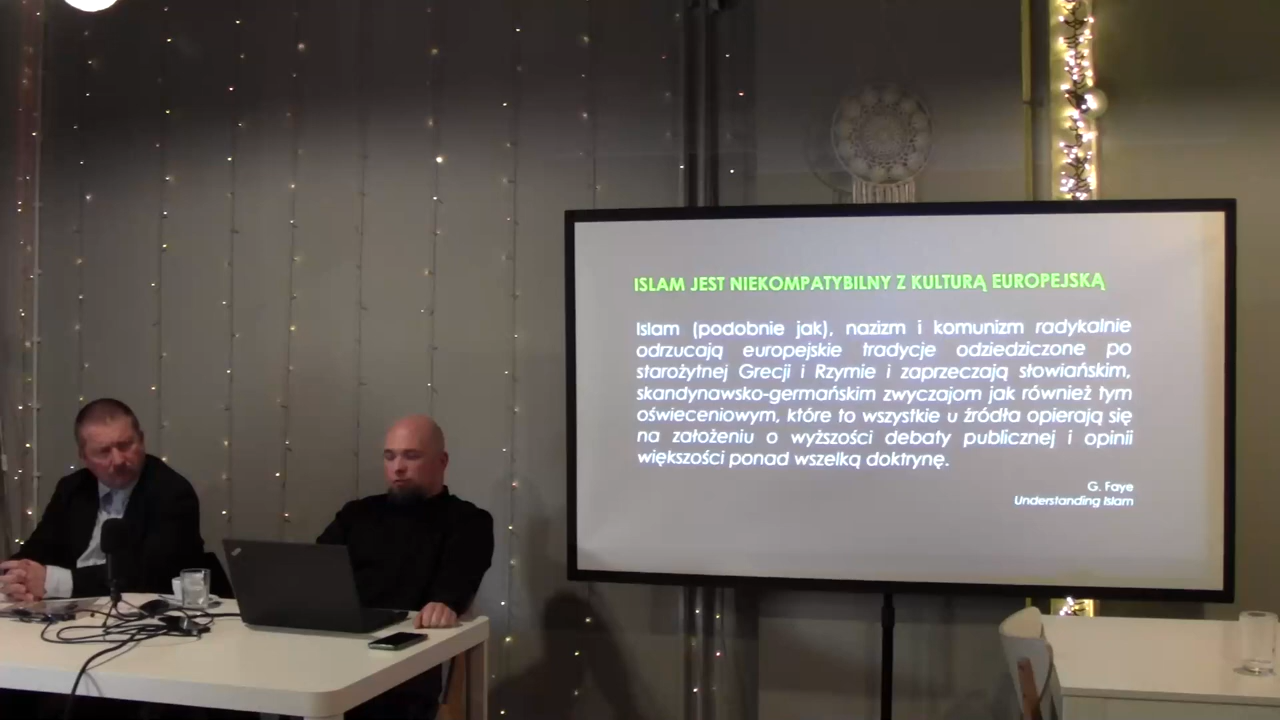 ISLAM JEST NIEKOMPATYBILNY Z KULTURĄ EUROPEJSKĄ
Islam (podobnie jak), nazizm i komunizm radykalnie
odrzucają europejskie tradycje odziedziczone po
starożytnej Grecji i Rzymie i zaprzeczają słowiańskim,
skandynawsko-germańskim zwyczajom jak również tym
oświeceniowym, które to wszystkie u źródła opierają się
na założeniu o wyższości debaty publicznej i opinii
większości ponad wszelką doktrynę.
G. Faye
Understanding Islam